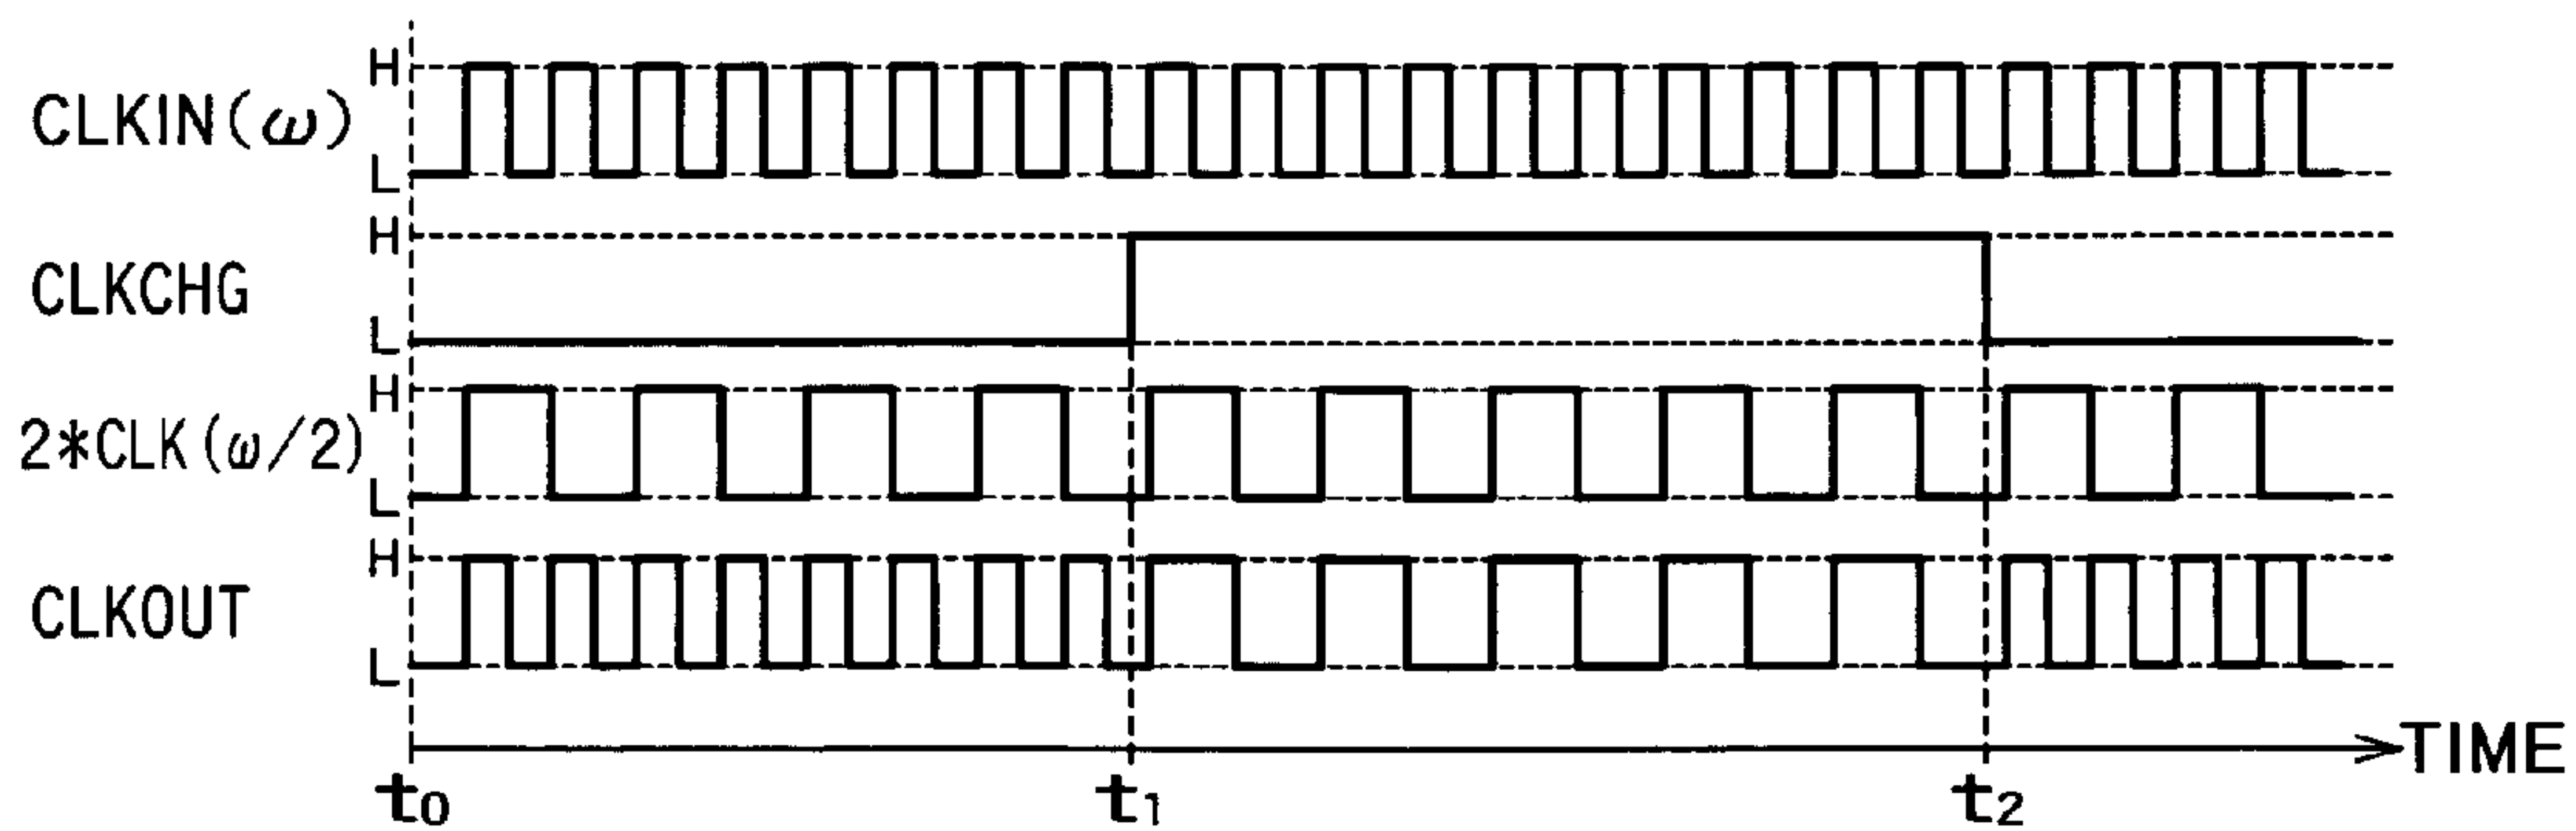 H
CLKIN(ω)
L
H
CLKCHG
L
H
2*CLK(ω/2)
L
H
CLKOUT
L
TIME
t0 t1 t2